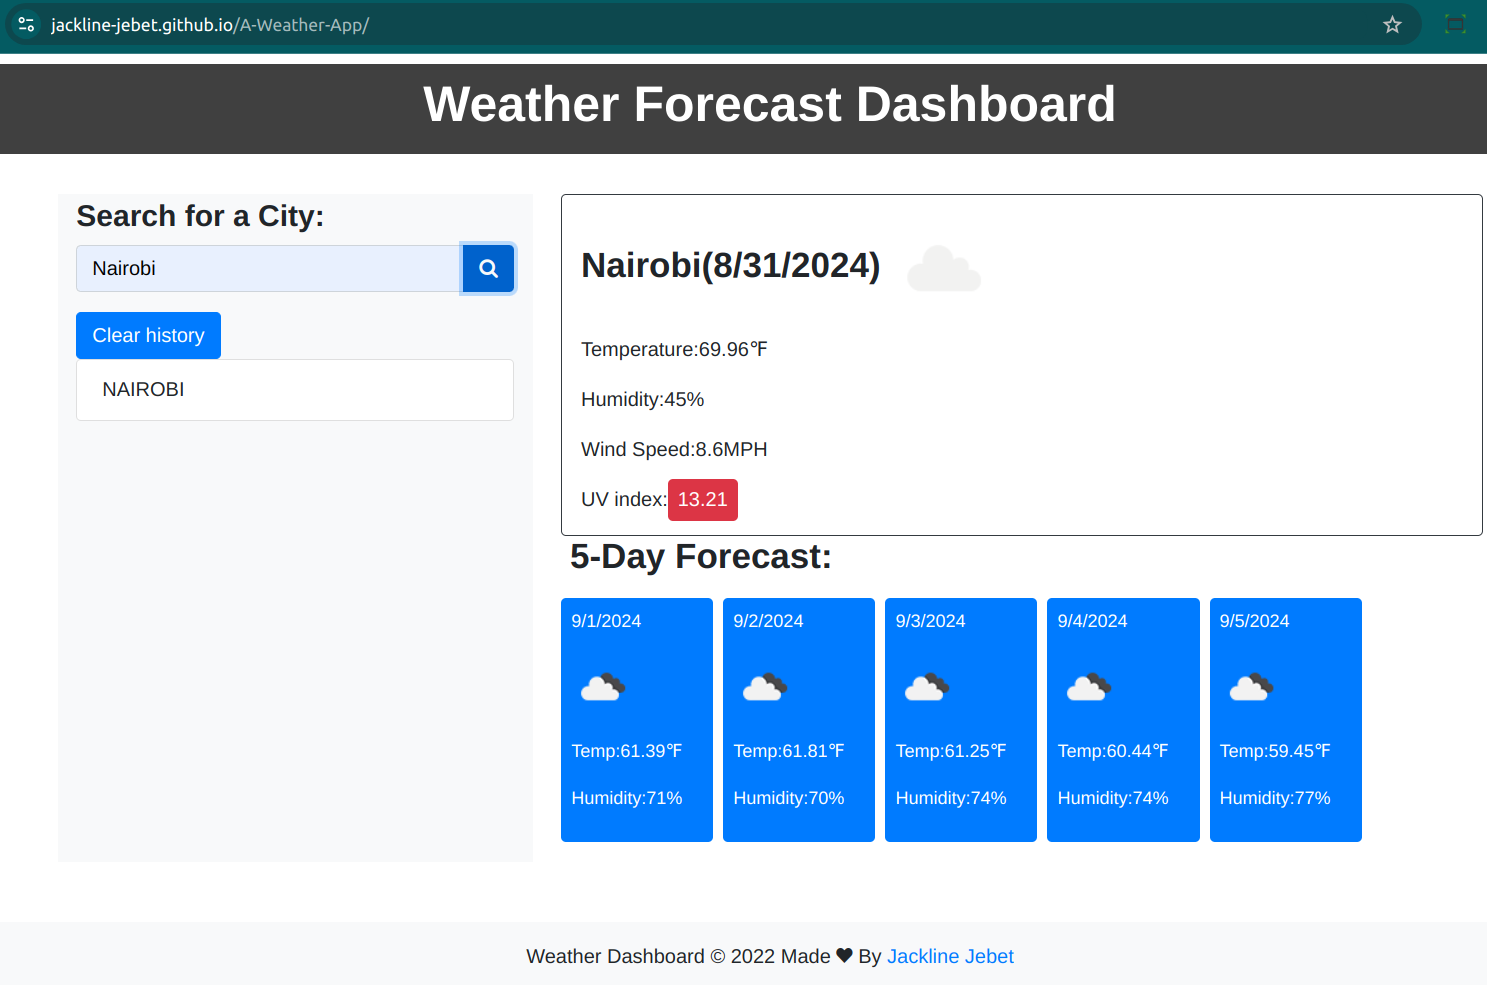 jackline-jebet.github.io/A-Weather-App/
Weather Forecast Dashboard
Search for a City:
Nairobi
Clear history
NAIROBI
Nairobi(8/31/2024)
Temperature:69.96℉
Humidity:45%
Wind Speed:8.6MPH
UV index:13.21
5-Day Forecast:
9/1/2024
Temp:61.39℉
Humidity:71%
9/2/2024
Temp:61.81℉
Humidity:70%
9/3/2024
Temp:61.25℉
Humidity:74%
9/4/2024
Temp:60.44℉
Humidity:74%
9/5/2024
Temp:59.45℉
Humidity:77%
Weather Dashboard © 2022 Made ♥ By Jackline Jebet